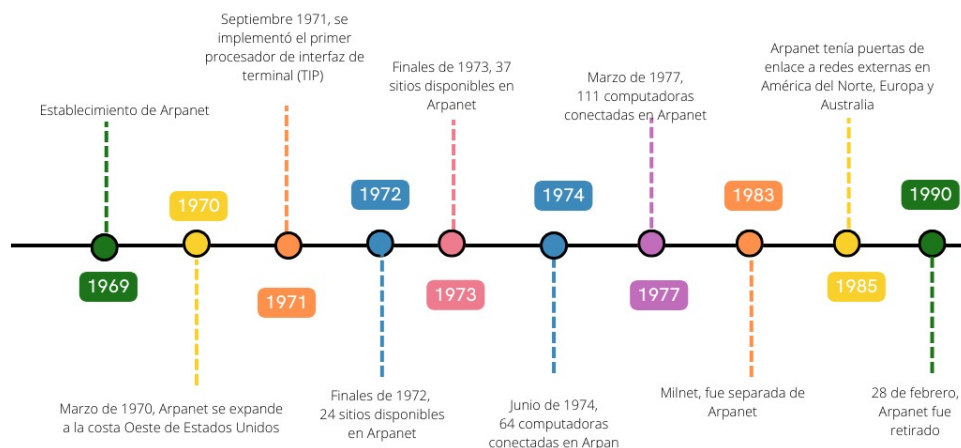 Septiembre 1971, se
implementó el primer
procesador de interfaz de
terminal (TIP)
Arpanet tenía puertas de
enlace a redes externas en
América del Norte, Europa y
Australia
Finales de 1973, 37
sitios disponibles en
Arpanet
Marzo de 1977,
111 computadoras
conectadas en Arpanet
Establecimiento de Arpanet
1970
1972
1974
1983
1990
1969
1971
1973
1977
1985
Marzo de 1970, Arpanet se expande
a la costa Oeste de Estados Unidos
Finales de 1972,
24 sitios disponibles
en Arpanet
Junio de 1974,
64 computadoras
conectadas en Arpan
Milnet, fue separada de
Arpanet
28 de febrero,
Arpanet fue
retirado